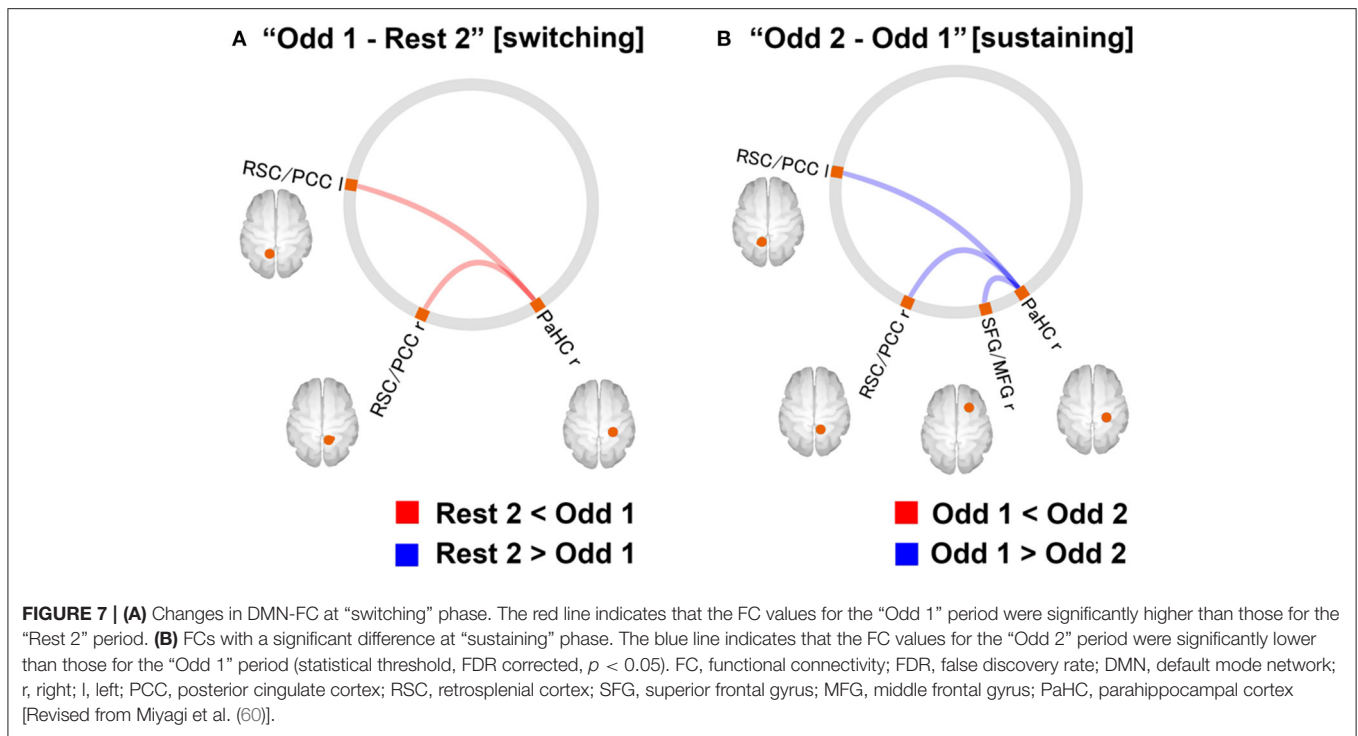 A "Odd 1 - Rest 2" [switching]
RSC/PCC l
RSC/PCC r
PaHC r
Rest 2 < Odd 1
Rest 2 > Odd 1
B "Odd 2 - Odd 1" [sustaining]
RSC/PCC l
RSC/PCC r
SFG/MFG r
PaHC r
Odd 1 < Odd 2
Odd 1 > Odd 2
FIGURE 7 | (A) Changes in DMN-FC at “switching” phase. The red line indicates that the FC values for the “Odd 1” period were significantly higher than those for the
“Rest 2” period. (B) FCs with a significant difference at “sustaining” phase. The blue line indicates that the FC values for the “Odd 2” period were significantly lower
than those for the “Odd 1” period (statistical threshold, FDR corrected, p < 0.05). FC, functional connectivity; FDR, false discovery rate; DMN, default mode network;
r, right; l, left; PCC, posterior cingulate cortex; RSC, retrosplenial cortex; SFG, superior frontal gyrus; MFG, middle frontal gyrus; PaHC, parahippocampal cortex
[Revised from Miyagi et al. (60)].